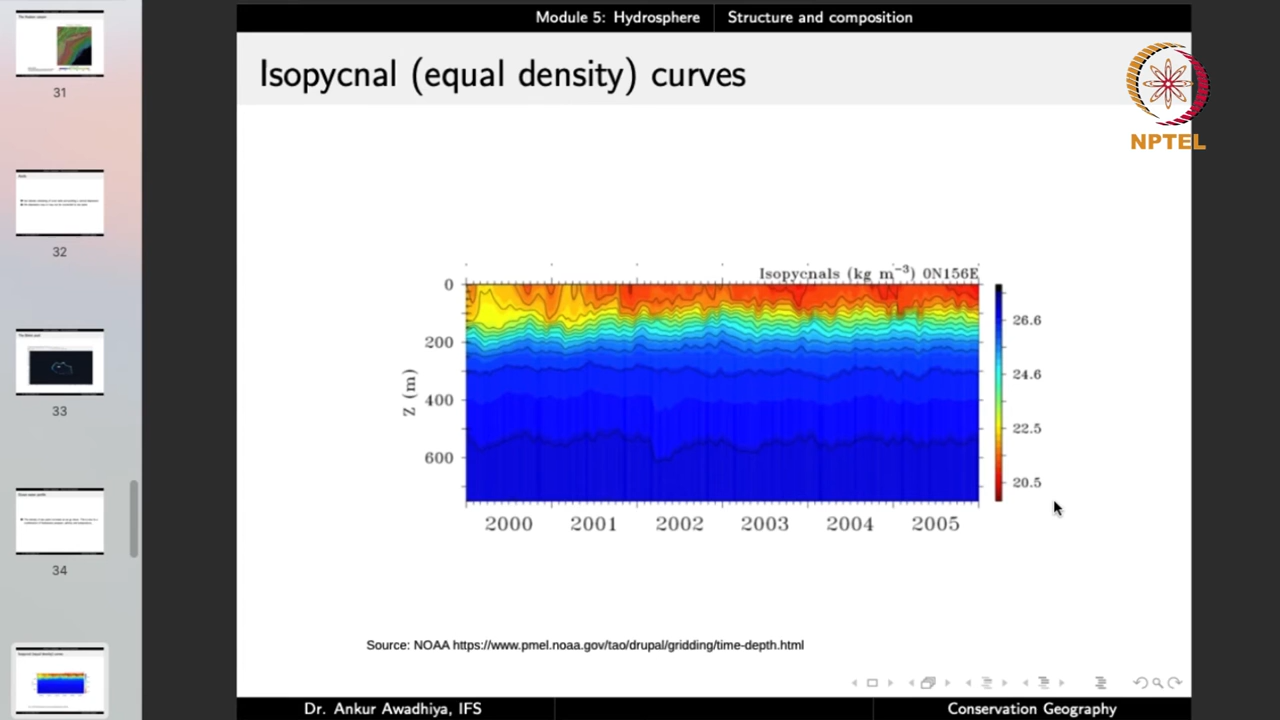 Module 5: Hydrosphere Structure and composition
Isopycnal (equal density) curves
NPTEL
Isopycnals (kg m⁻³) 0N156E
0
200
400
600
Z (m)
26.6
24.6
22.5
20.5
2000 2001 2002 2003 2004 2005
Source: NOAA https://www.pmel.noaa.gov/tao/drupal/gridding/time-depth.html
Dr. Ankur Awadhiya, IFS Conservation Geography
31
32
33
34